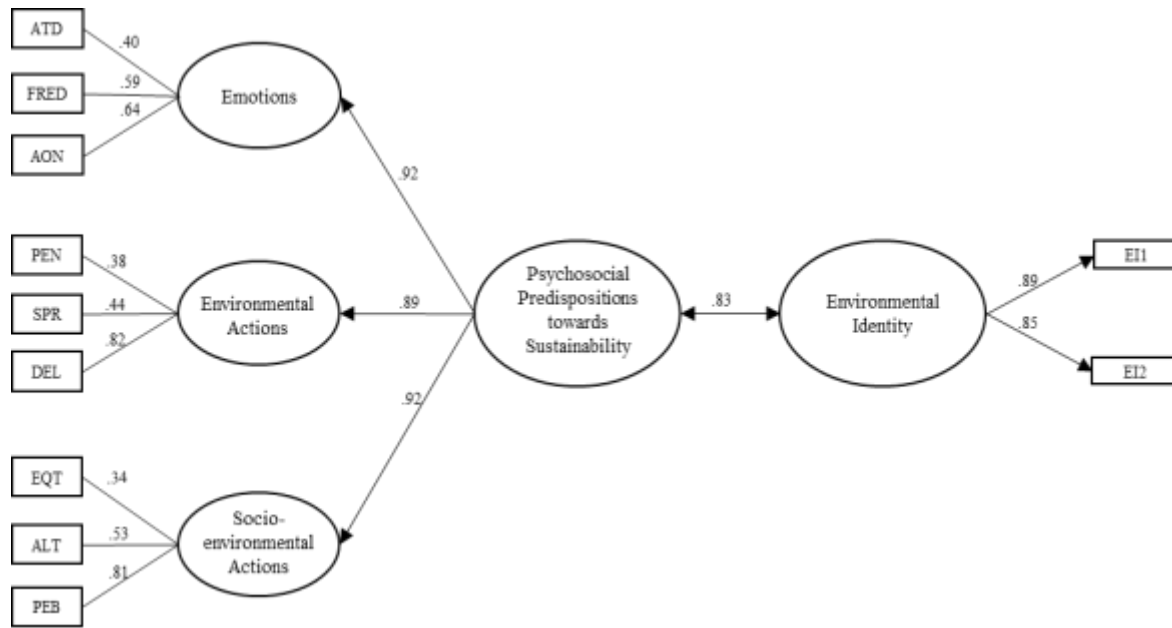 ATD
.40
FRED
.59
Emotions
.64
AON
.92
PEN
.38
SPR
.44
Environmental
Actions
.82
DEL
.89
Psychosocial
Predispositions
towards
Sustainability
.83
Environmental
Identity
.89
EI1
.85
EI2
.92
EQT
.34
ALT
.53
Socio-
environmental
Actions
.81
PEB